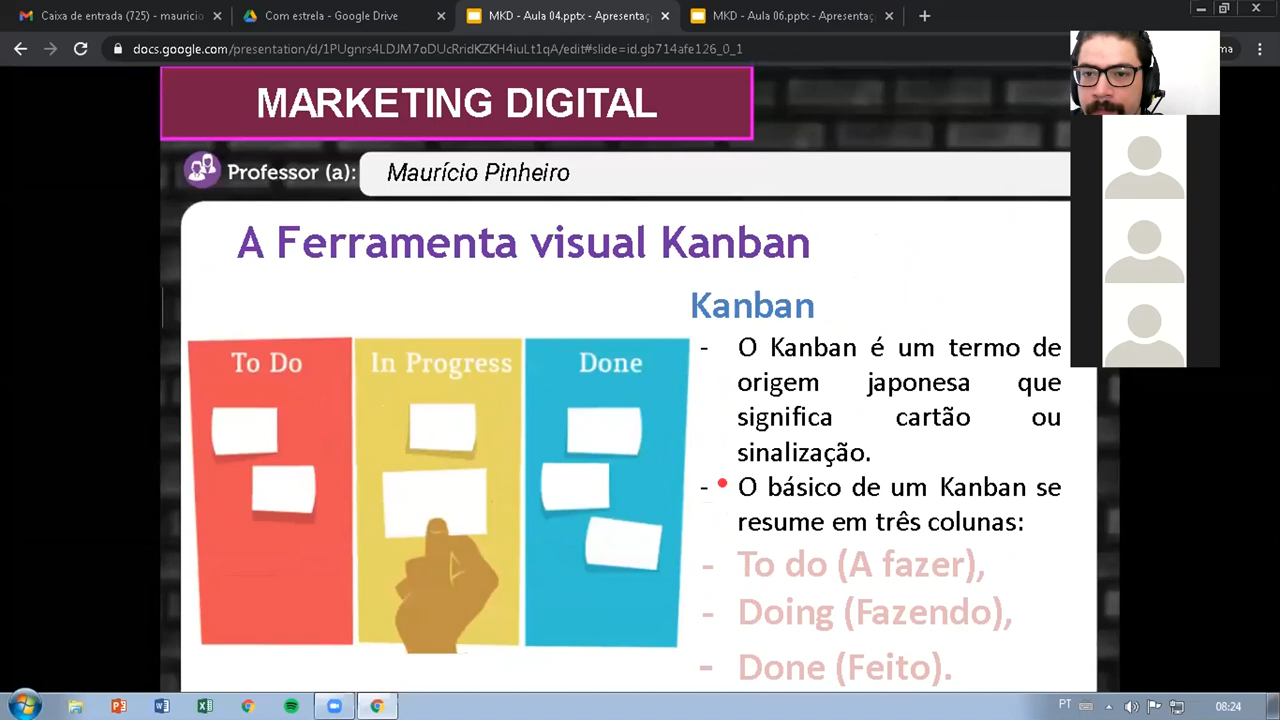 Caixa de entrada (725) - mauricio
Com estrela - Google Drive
MKD - Aula 04.pptx - Apresentaç
MKD - Aula 06.pptx - Apresentaç
docs.google.com/presentation/d/1PUgnrs4LDJM7oDUcRridKZKH4iuLt1qA/edit#slide=id.gb714afe126_0_1
MARKETING DIGITAL
Professor (a): Maurício Pinheiro
A Ferramenta visual Kanban
To Do
In Progress
Done
Kanban
- O Kanban é um termo de
origem japonesa que
significa cartão ou
sinalização.
- O básico de um Kanban se
resume em três colunas:
- To do (A fazer),
- Doing (Fazendo),
- Done (Feito).
PT
08:24